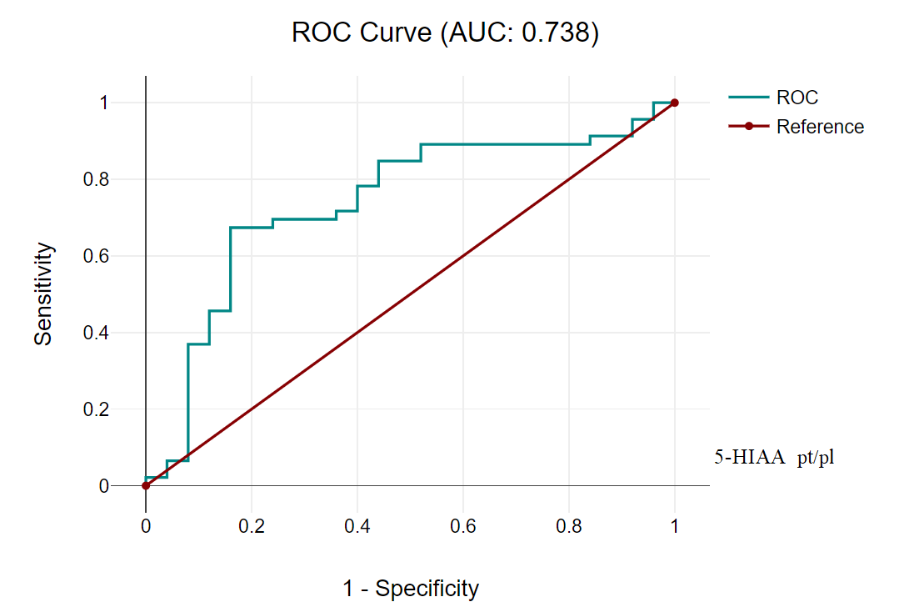 ROC Curve (AUC: 0.738)
ROC
Reference
1
0.8
0.6
0.4
0.2
0
Sensitivity
5-HIAA pt/pl
0 0.2 0.4 0.6 0.8 1
1 - Specificity